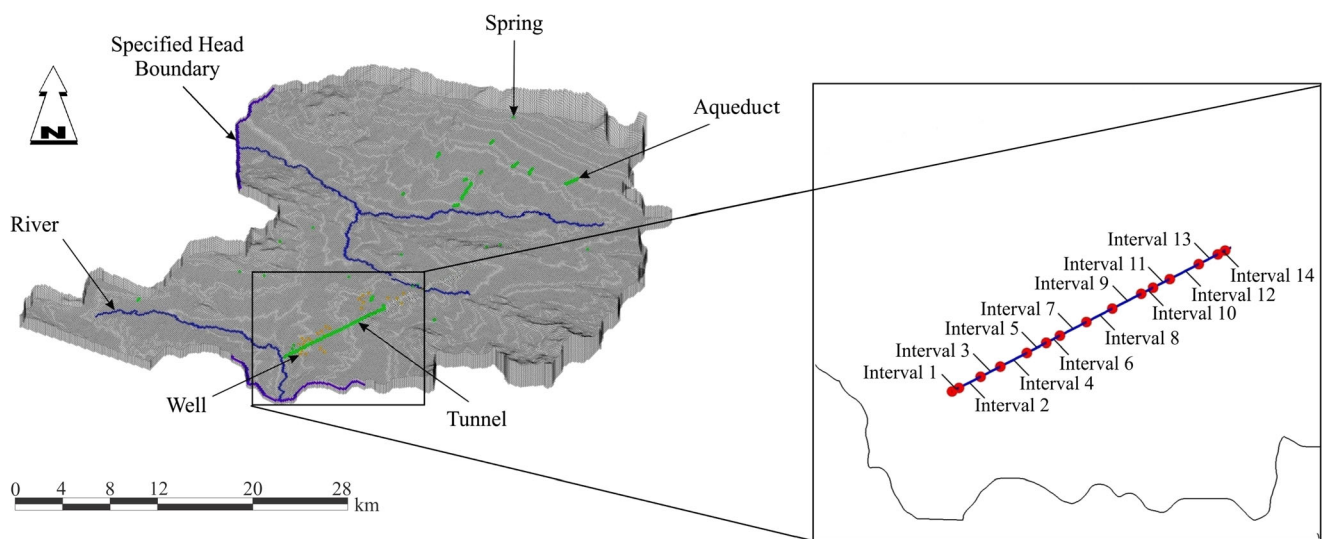 Spring
Specified Head
Boundary
Aqueduct
N
River
Well
Tunnel
0 4 8 12 20 28
km
Interval 13
Interval 14
Interval 11
Interval 12
Interval 9
Interval 10
Interval 7
Interval 8
Interval 5
Interval 6
Interval 3
Interval 4
Interval 1
Interval 2